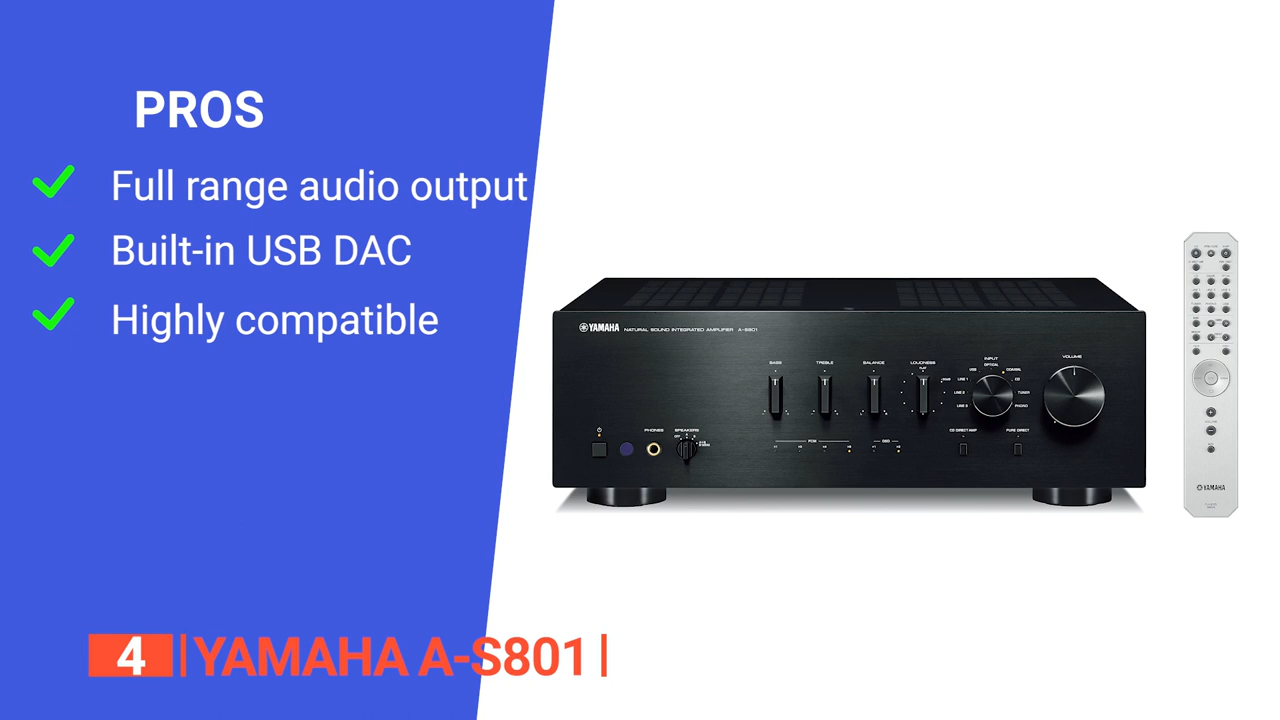 PROS
Full range audio output
Built-in USB DAC
Highly compatible
YAMAHA NATURAL SOUND INTEGRATED AMPLIFIER A-S801
BASS TREBLE BALANCE LOUDNESS INPUT VOLUME
FLAT
OPTICAL
USB COAXIAL
LINE 1 CD
LINE 2 TUNER
LINE 3 PHONO
PHONES SPEAKERS
OFF
CD DIRECT AMP PURE DIRECT
PCM DSD
YAMAHA
4 YAMAHA A-S801